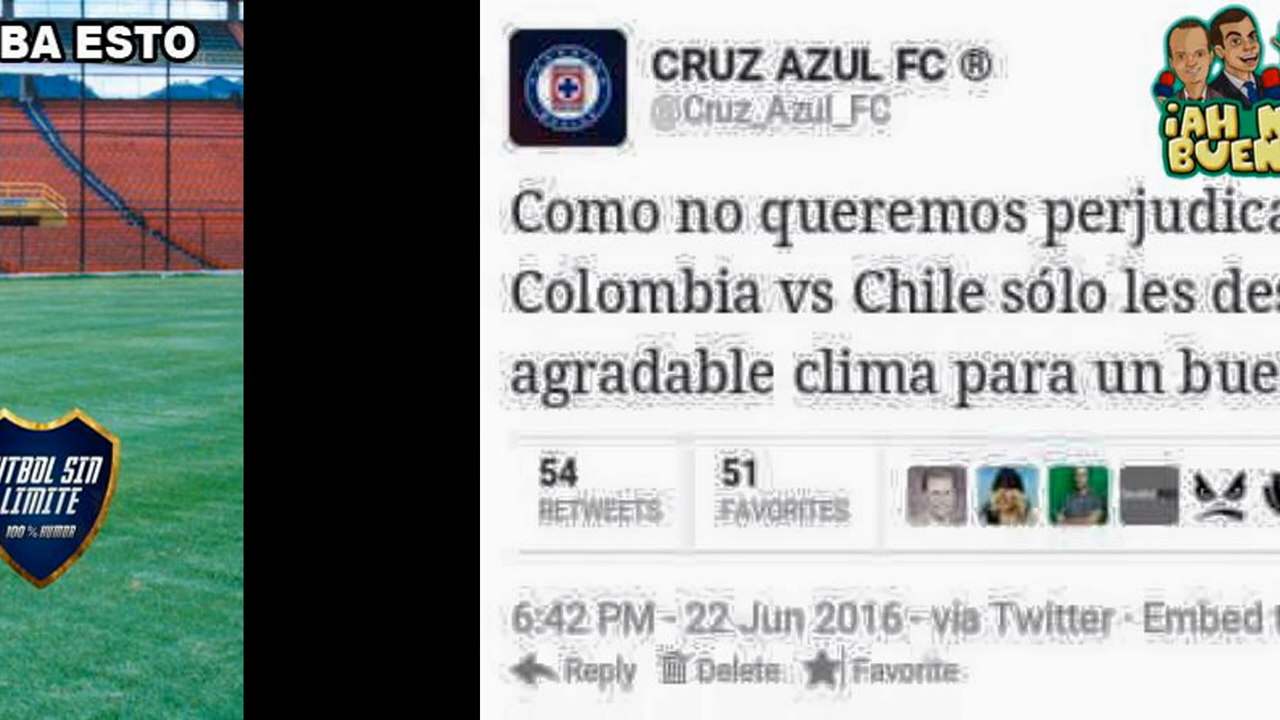 BA ESTO
UTBOL SIN
LIMITE
100 % HUMOR
CRUZ AZUL FC ®
@Cruz_Azul_FC
¡AH
BUEN
Como no queremos perjudica
Colombia vs Chile sólo les des
agradable clima para un bue
54
RETWEETS
51
FAVORITES
6:42 PM - 22 Jun 2016 - via Twitter · Embed
Reply Delete Favorite